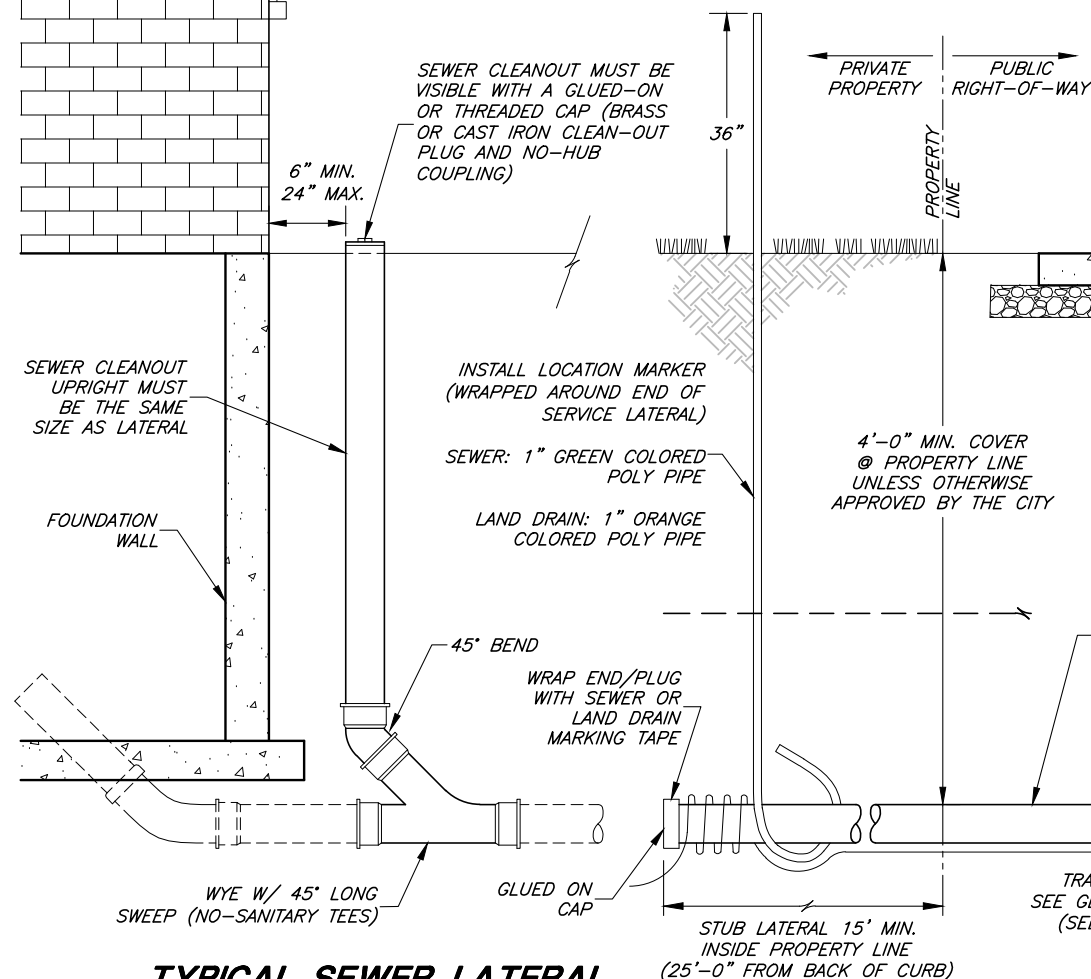 SEWER CLEANOUT MUST BE
VISIBLE WITH A GLUED-ON
OR THREADED CAP (BRASS
OR CAST IRON CLEAN-OUT
PLUG AND NO-HUB
COUPLING)
6" MIN.
24" MAX.
36"
PRIVATE
PROPERTY
PUBLIC
RIGHT-OF-WAY
PROPERTY
LINE
SEWER CLEANOUT
UPRIGHT MUST
BE THE SAME
SIZE AS LATERAL
INSTALL LOCATION MARKER
(WRAPPED AROUND END OF
SERVICE LATERAL)
SEWER: 1" GREEN COLORED
POLY PIPE
LAND DRAIN: 1" ORANGE
COLORED POLY PIPE
4'-0" MIN. COVER
@ PROPERTY LINE
UNLESS OTHERWISE
APPROVED BY THE CITY
FOUNDATION
WALL
45° BEND
WRAP END/PLUG
WITH SEWER OR
LAND DRAIN
MARKING TAPE
WYE W/ 45° LONG
SWEEP (NO-SANITARY TEES)
GLUED ON
CAP
STUB LATERAL 15' MIN.
INSIDE PROPERTY LINE
(25'-0" FROM BACK OF CURB)
SEE
TYPICAL SEWER LATERAL